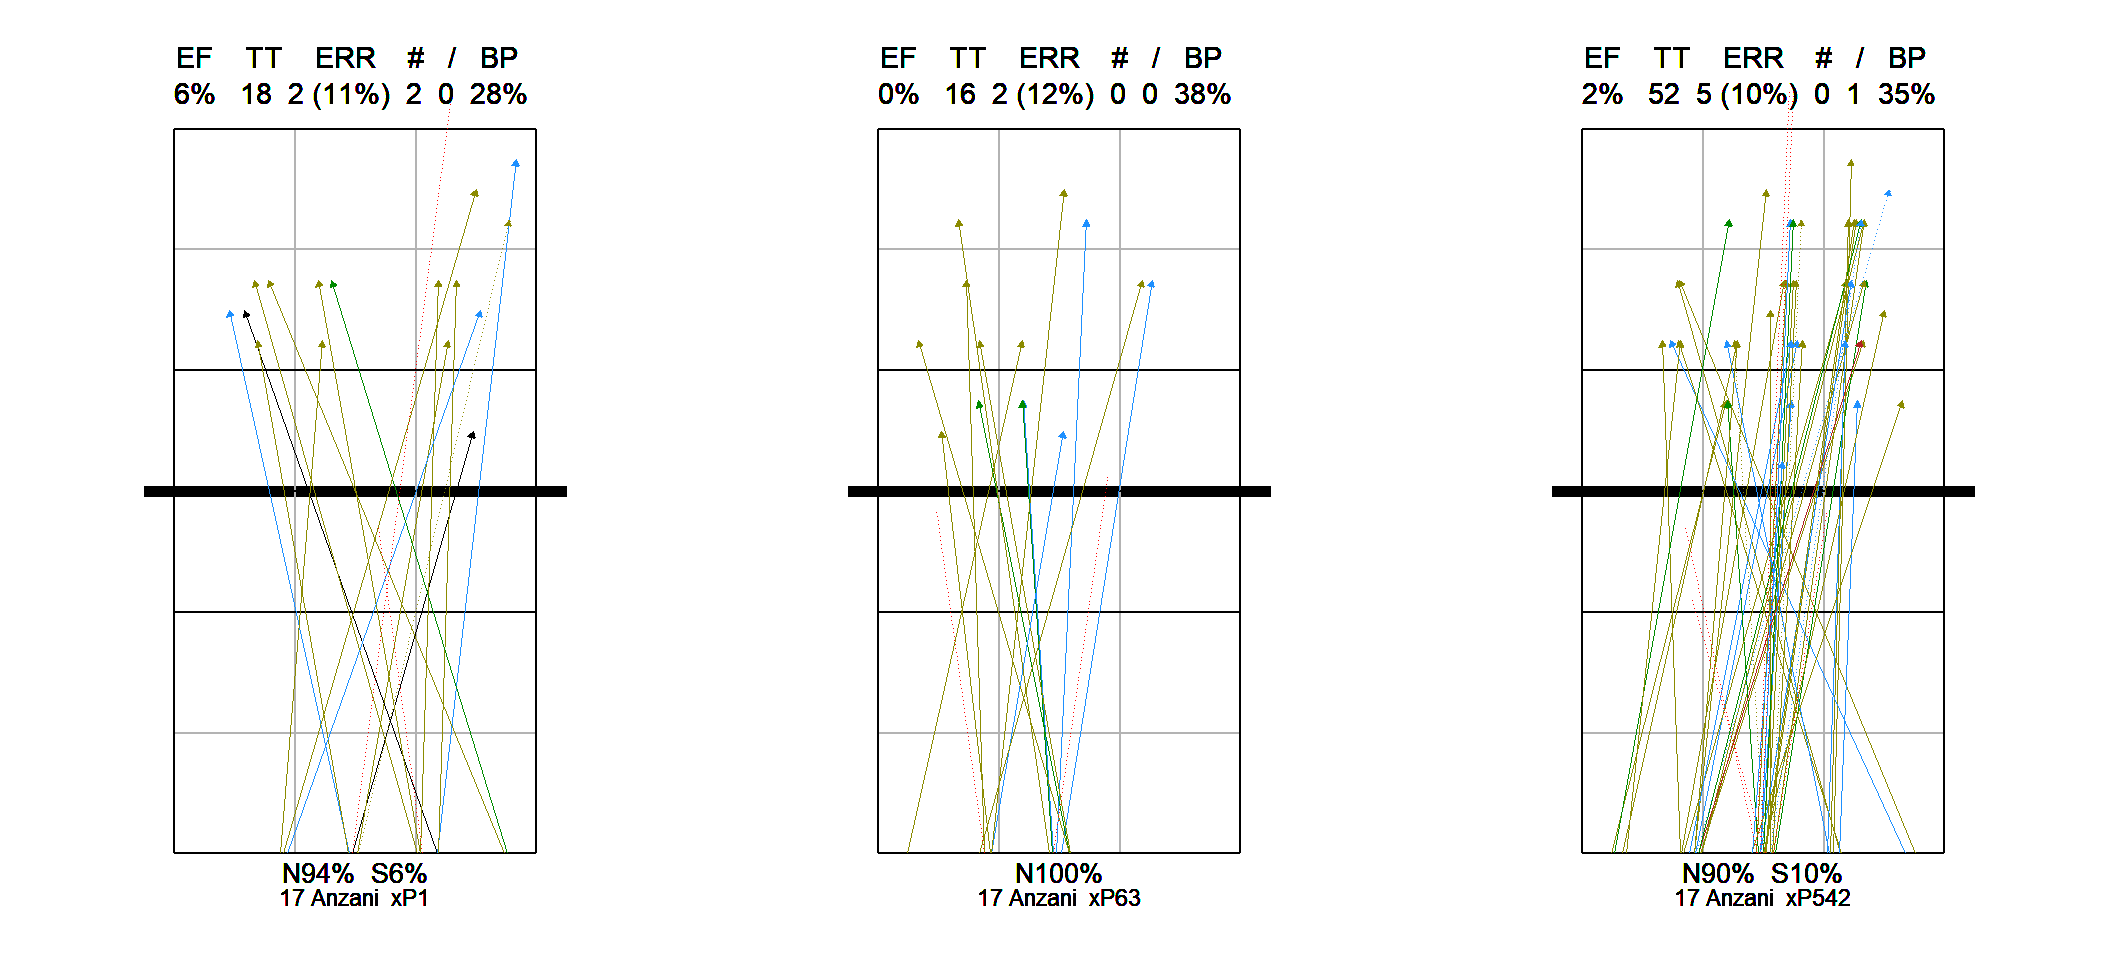 EF TT ERR # / BP
6% 18 2 (11%) 2 0 28%
N94% S6%
17 Anzani xP1
EF TT ERR # / BP
0% 16 2 (12%) 0 0 38%
N100%
17 Anzani xP63
EF TT ERR # / BP
2% 52 5 (10%) 0 1 35%
N90% S10%
17 Anzani xP542